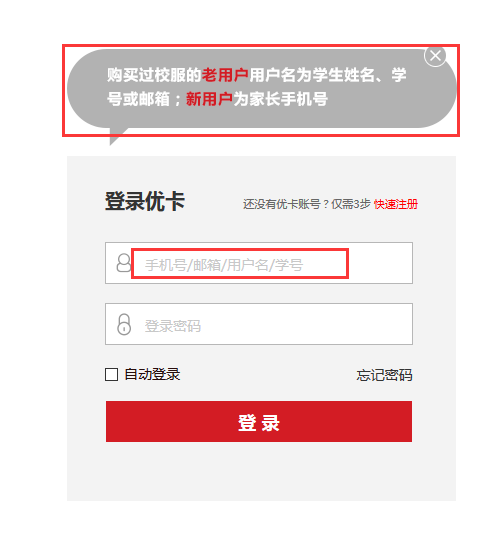 购买过校服的老用户用户名为学生姓名、学
号或邮箱；新用户为家长手机号
登录优卡 还没有优卡账号？仅需3步 快速注册
手机号/邮箱/用户名/学号
登录密码
自动登录 忘记密码
登 录